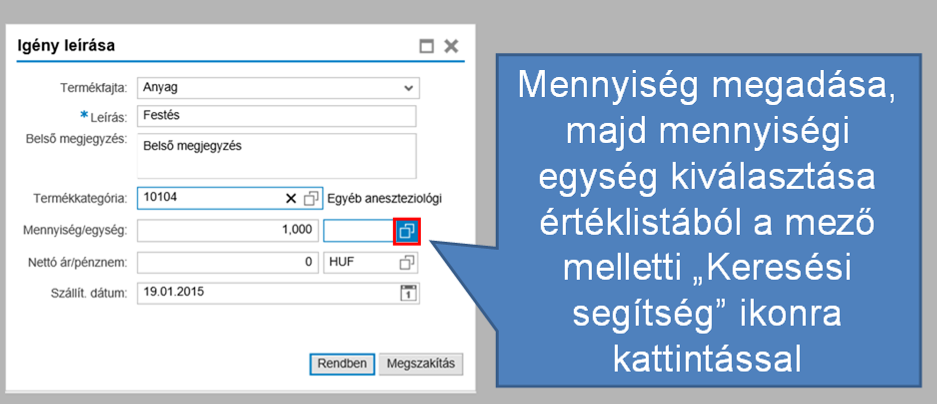 Igény leírása
Termékfajta: Anyag
*Leírás: Festés
Belső megjegyzés: Belső megjegyzés
Termékkategória: 10104 Egyéb aneszteziológi
Mennyiség/egység: 1,000
Nettó ár/pénznem: 0 HUF
Szállít. dátum: 19.01.2015 1
Rendben Megszakítás
Mennyiség megadása,
majd mennyiségi
egység kiválasztása
értéklistából a mező
melletti „Keresési
segítség” ikonra
kattintással